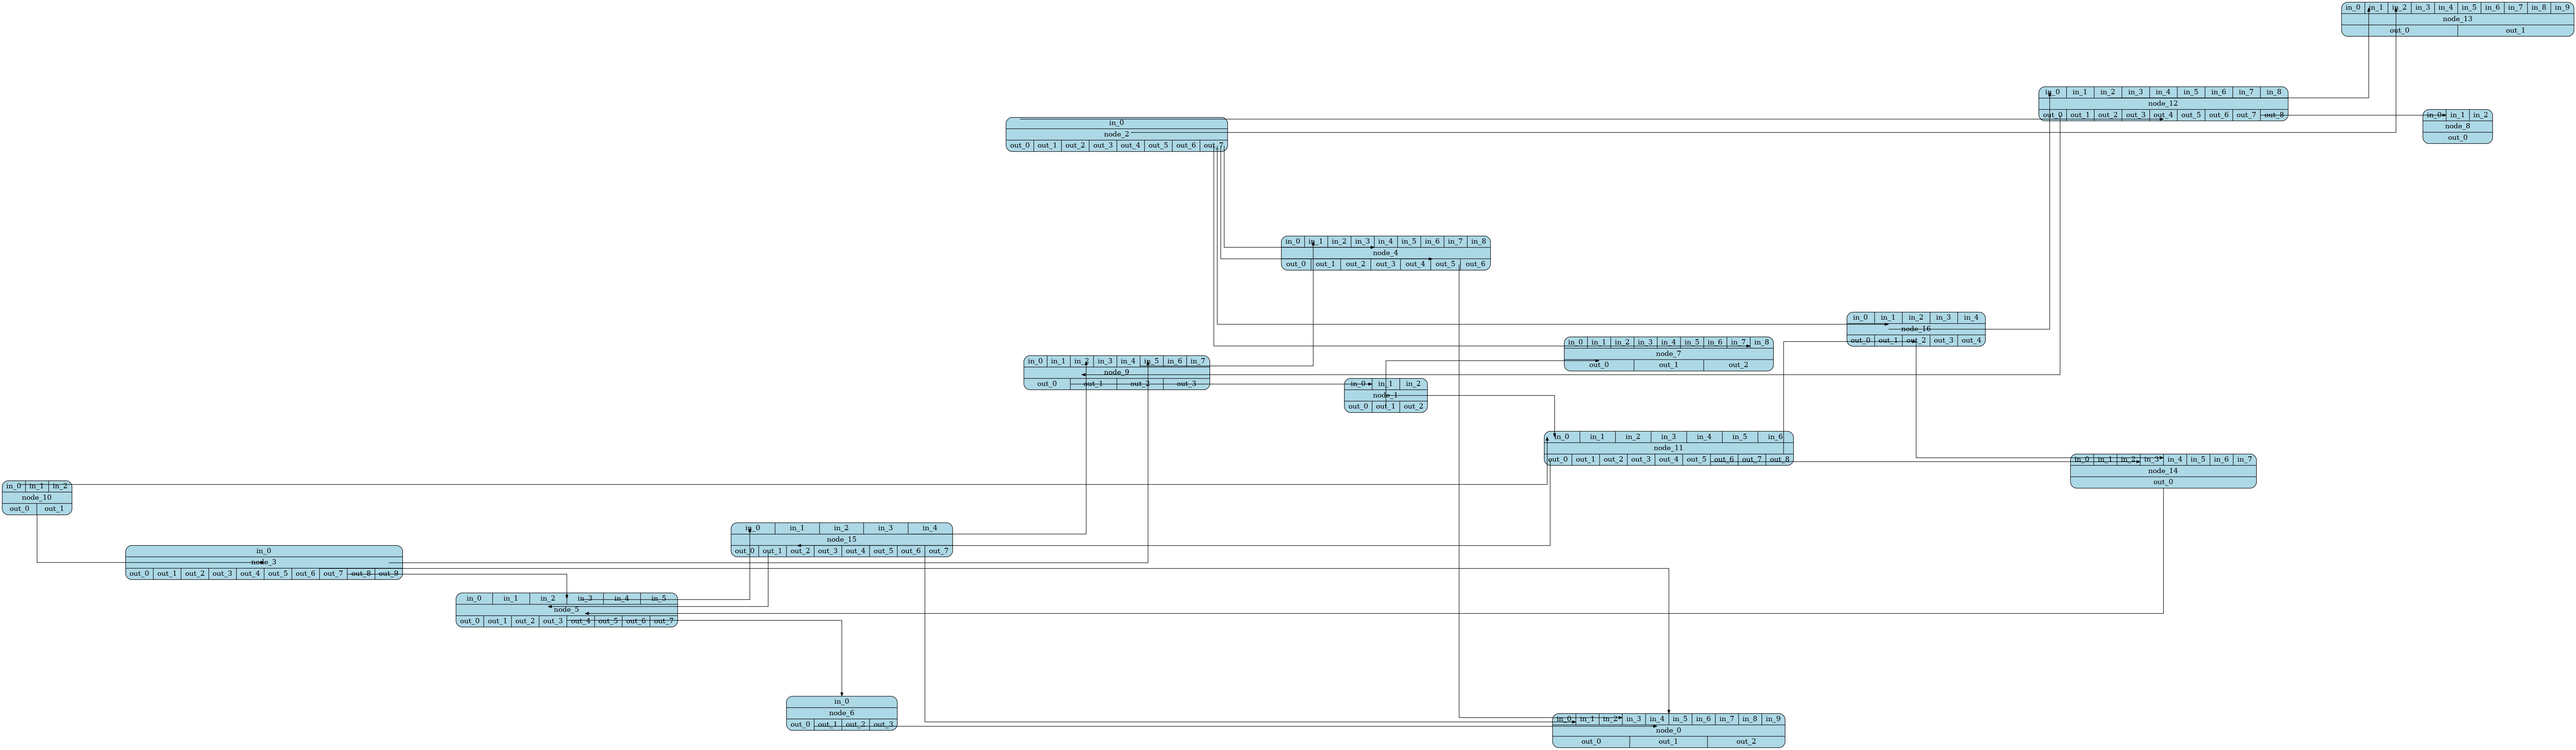 in_0 in_1 in_2 in_3 in_4 in_5 in_6 in_7 in_8 in_9
node_13
out_0 out_1
in_0 in_1 in_2 in_3 in_4 in_5 in_6 in_7 in_8
node_12
out_0 out_1 out_2 out_3 out_4 out_5 out_6 out_7 out_8
in_0 in_1 in_2
node_8
out_0
in_0
node_2
out_0 out_1 out_2 out_3 out_4 out_5 out_6 out_7
in_0 in_1 in_2 in_3 in_4 in_5 in_6 in_7 in_8
node_4
out_0 out_1 out_2 out_3 out_4 out_5 out_6
in_0 in_1 in_2 in_3 in_4
node_16
out_0 out_1 out_2 out_3 out_4
in_0 in_1 in_2 in_3 in_4 in_5 in_6 in_7 in_8
node_7
out_0 out_1 out_2
in_0 in_1 in_2 in_3 in_4 in_5 in_6 in_7
node_9
out_0 out_1 out_2 out_3
in_0 in_1 in_2
node_1
out_0 out_1 out_2
in_0 in_1 in_2 in_3 in_4 in_5 in_6
node_11
out_0 out_1 out_2 out_3 out_4 out_5 out_6 out_7 out_8
in_0 in_1 in_2 in_3 in_4 in_5 in_6 in_7
node_14
out_0
in_0 in_1 in_2
node_10
out_0 out_1
in_0 in_1 in_2 in_3 in_4
node_15
out_0 out_1 out_2 out_3 out_4 out_5 out_6 out_7
in_0
node_3
out_0 out_1 out_2 out_3 out_4 out_5 out_6 out_7 out_8 out_9
in_0 in_1 in_2 in_3 in_4 in_5
node_5
out_0 out_1 out_2 out_3 out_4 out_5 out_6 out_7
in_0
node_6
out_0 out_1 out_2 out_3
in_0 in_1 in_2 in_3 in_4 in_5 in_6 in_7 in_8 in_9
node_0
out_0 out_1 out_2